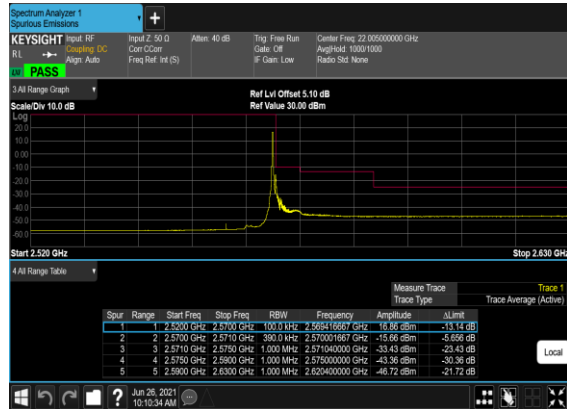 Spectrum Analyzer 1
Spurious Emissions
+
KEYSIGHT Input: RF Input Z: 50 Ω Atten: 40 dB Trig: Free Run Center Freq: 22.005000000 GHz
RL Coupling: DC Corr CCorr Gate: Off Avg|Hold: 1000/1000
Align: Auto Freq Ref: Int (S) IF Gain: Low Radio Std: None
PASS
3 All Range Graph
Ref Lvl Offset 5.10 dB
Scale/Div 10.0 dB Ref Value 30.00 dBm
Log
20.0
10.0
0.00
-10.0
-20.0
-30.0
-40.0
-50.0
-60.0
Start 2.520 GHz Stop 2.630 GHz
4 All Range Table
Measure Trace Trace 1
Trace Type Trace Average (Active)
Spur Range Start Freq Stop Freq RBW Frequency Amplitude ΔLimit
1 1 2.5200 GHz 2.5700 GHz 100.0 kHz 2.569416667 GHz 16.86 dBm -13.14 dB
2 2 2.5700 GHz 2.5710 GHz 390.0 kHz 2.570001667 GHz -15.66 dBm -5.656 dB
3 3 2.5710 GHz 2.5750 GHz 1.000 MHz 2.571040000 GHz -33.43 dBm -23.43 dB
4 4 2.5750 GHz 2.5900 GHz 1.000 MHz 2.575000000 GHz -43.36 dBm -30.36 dB
5 5 2.5900 GHz 2.6300 GHz 1.000 MHz 2.620400000 GHz -46.72 dBm -21.72 dB
Local
? Jun 26, 2021
10:10:34 AM